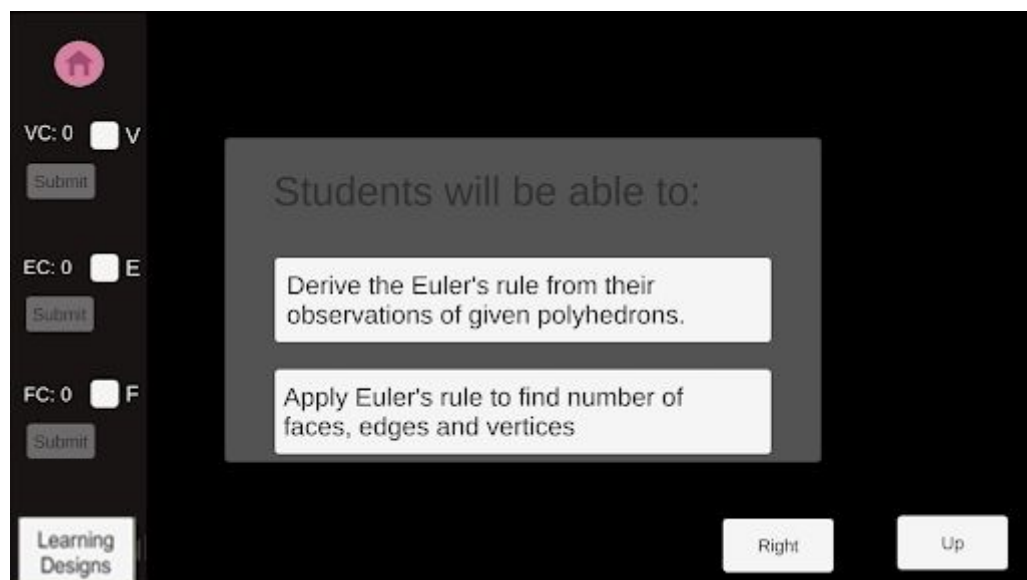 VC: 0 V
Submit
EC: 0 E
Submit
FC: 0 F
Submit
Learning
Designs
Students will be able to:
Derive the Euler's rule from their
observations of given polyhedrons.
Apply Euler's rule to find number of
faces, edges and vertices
Right
Up